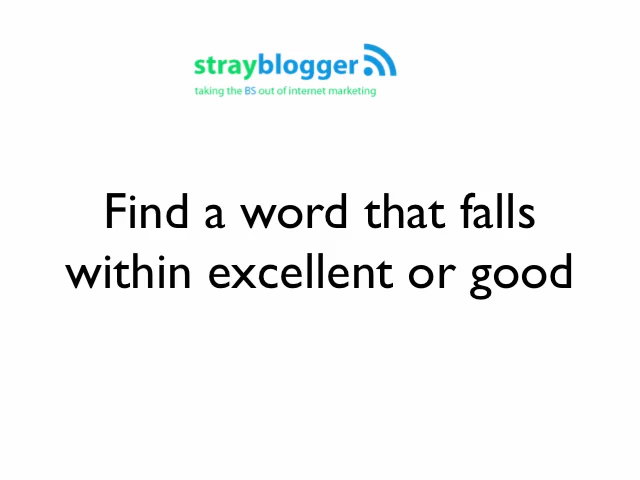 strayblogger
taking the BS out of internet marketing
Find a word that falls
within excellent or good